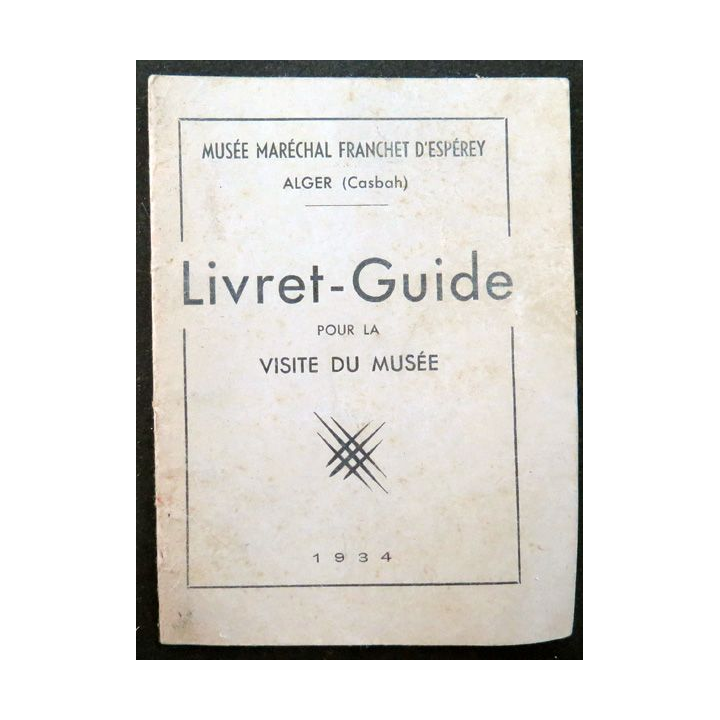 MUSÉE MARÉCHAL FRANCHET D'ESPÉREY
ALGER (Casbah)
Livret-Guide
POUR LA
VISITE DU MUSÉE
1934